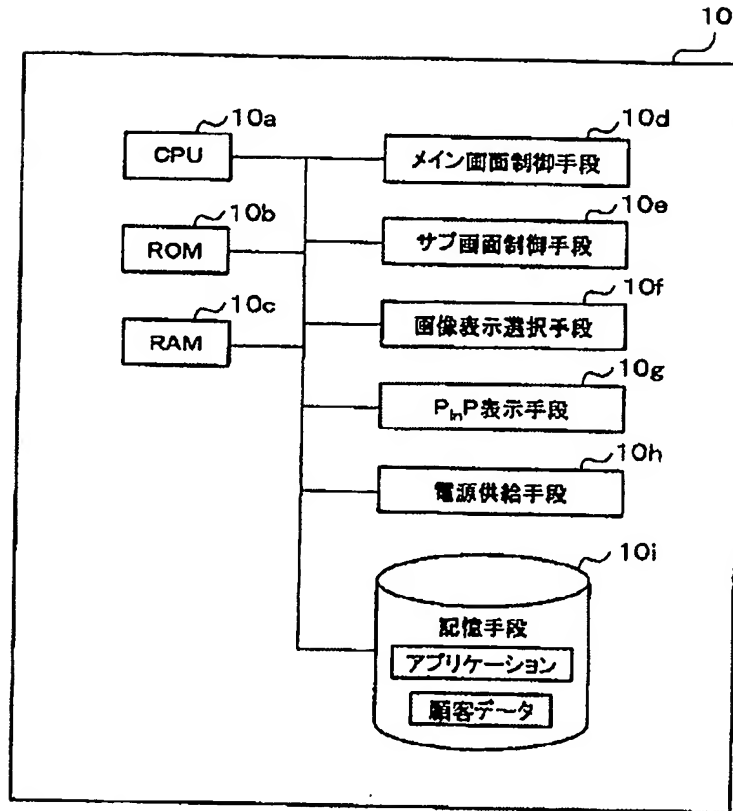 10
10a
CPU
10b
ROM
10c
RAM
10d
メイン画面制御手段
10e
サブ画面制御手段
10f
画像表示選択手段
10g
PinP表示手段
10h
電源供給手段
10i
記憶手段
アプリケーション
顧客データ